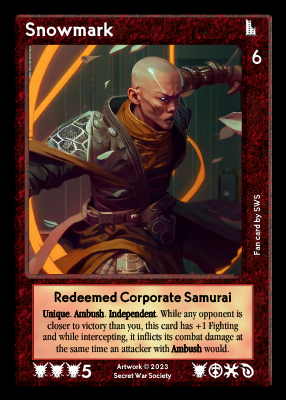 Snowmark
6
Fan card by SWS
Redeemed Corporate Samurai
Unique. Ambush. Independent. While any opponent is
closer to victory than you, this card has +1 Fighting
and while intercepting, it inflicts its combat damage at
the same time an attacker with Ambush would.
5
Artwork © 2023
Secret War Society